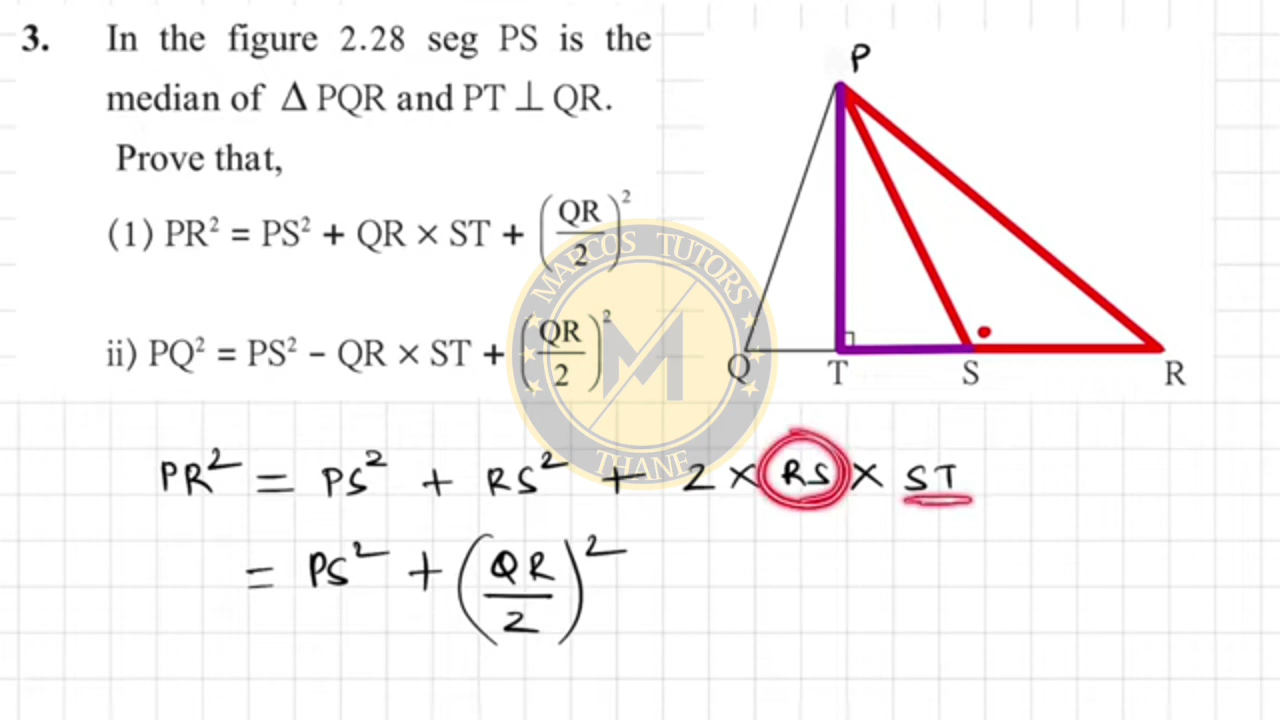 3. In the figure 2.28 seg PS is the
median of Δ PQR and PT ⊥ QR.
Prove that,
(1) PR² = PS² + QR × ST + (QR/2)²
ii) PQ² = PS² – QR × ST + (QR/2)²
P
Q T S R
MARCOS TUTORS
M
THANE
PR² = PS² + RS² + 2 × RS × ST
= PS² + (QR/2)²